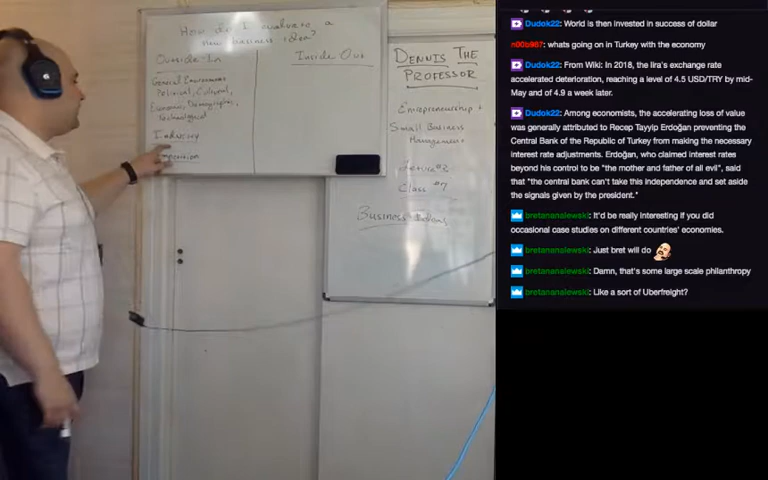 How do I evaluate a
new business idea?
Outside In
Inside Out
General Environment
Political, Cultural,
Economic, Demographic,
Technological
Industry
DENNIS THE
PROFESSOR
Entrepreneurship +
Small Business
Management
Lecture #2
Class #7
Business
Dudok22: World is then invested in success of dollar
n00b987: whats going on in Turkey with the economy
Dudok22: From Wiki: In 2018, the lira's exchange rate
accelerated deterioration, reaching a level of 4.5 USD/TRY by mid-
May and of 4.9 a week later.
Dudok22: Among economists, the accelerating loss of value
was generally attributed to Recep Tayyip Erdoğan preventing the
Central Bank of the Republic of Turkey from making the necessary
interest rate adjustments. Erdoğan, who claimed interest rates
beyond his control to be "the mother and father of all evil", said
that "the central bank can't take this independence and set aside
the signals given by the president."
bretananalewski: It'd be really interesting if you did
occasional case studies on different countries' economies.
bretananalewski: Just bret will do
bretananalewski: Damn, that's some large scale philanthropy
bretananalewski: Like a sort of Uberfreight?